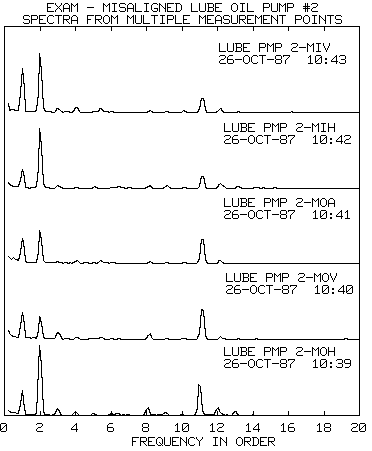 EXAM - MISALIGNED LUBE OIL PUMP #2
SPECTRA FROM MULTIPLE MEASUREMENT POINTS
LUBE PMP 2-MIV
26-OCT-87 10:43
LUBE PMP 2-MIH
26-OCT-87 10:42
LUBE PMP 2-MOA
26-OCT-87 10:41
LUBE PMP 2-MOV
26-OCT-87 10:40
LUBE PMP 2-MOH
26-OCT-87 10:39
0 2 4 6 8 10 12 14 16 18 20
FREQUENCY IN ORDER